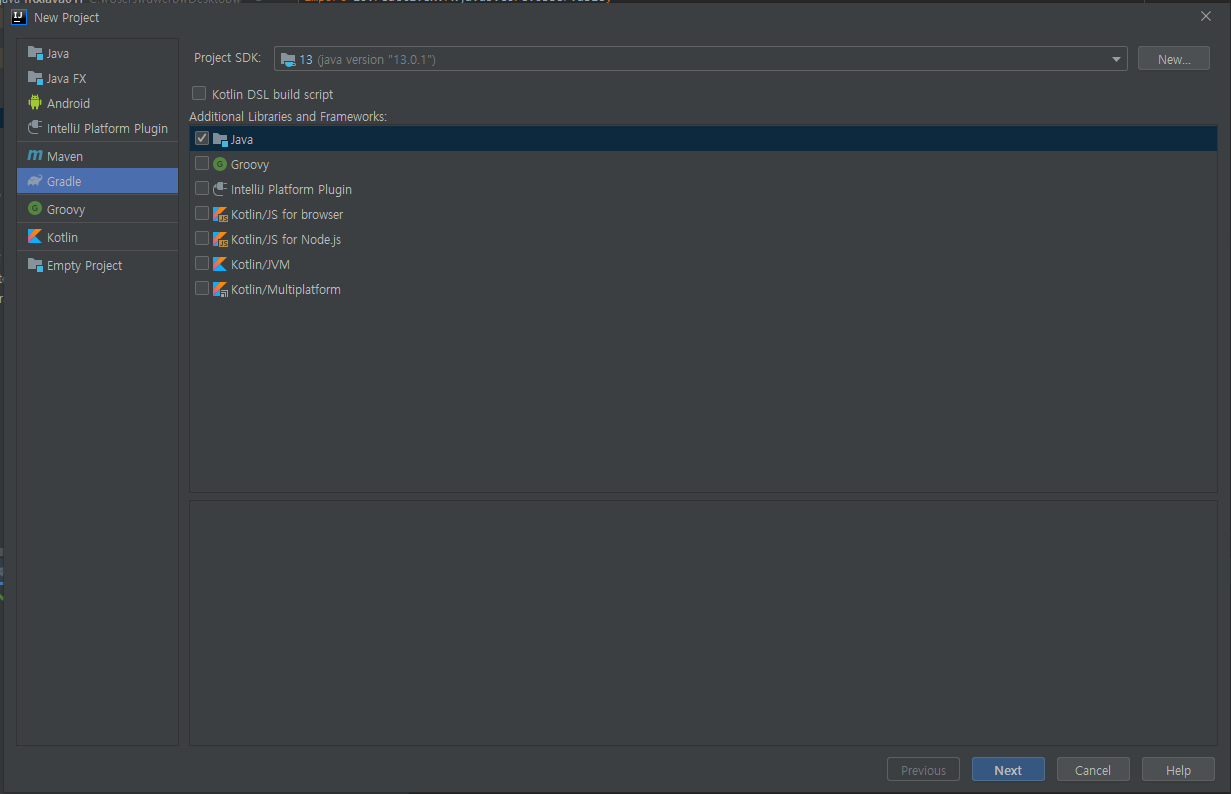 New Project
Java
Java FX
Android
IntelliJ Platform Plugin
Maven
Gradle
Groovy
Kotlin
Empty Project
Project SDK: 13 (java version "13.0.1") New...
Kotlin DSL build script
Additional Libraries and Frameworks:
Java
Groovy
IntelliJ Platform Plugin
Kotlin/JS for browser
Kotlin/JS for Node.js
Kotlin/JVM
Kotlin/Multiplatform
Previous Next Cancel Help